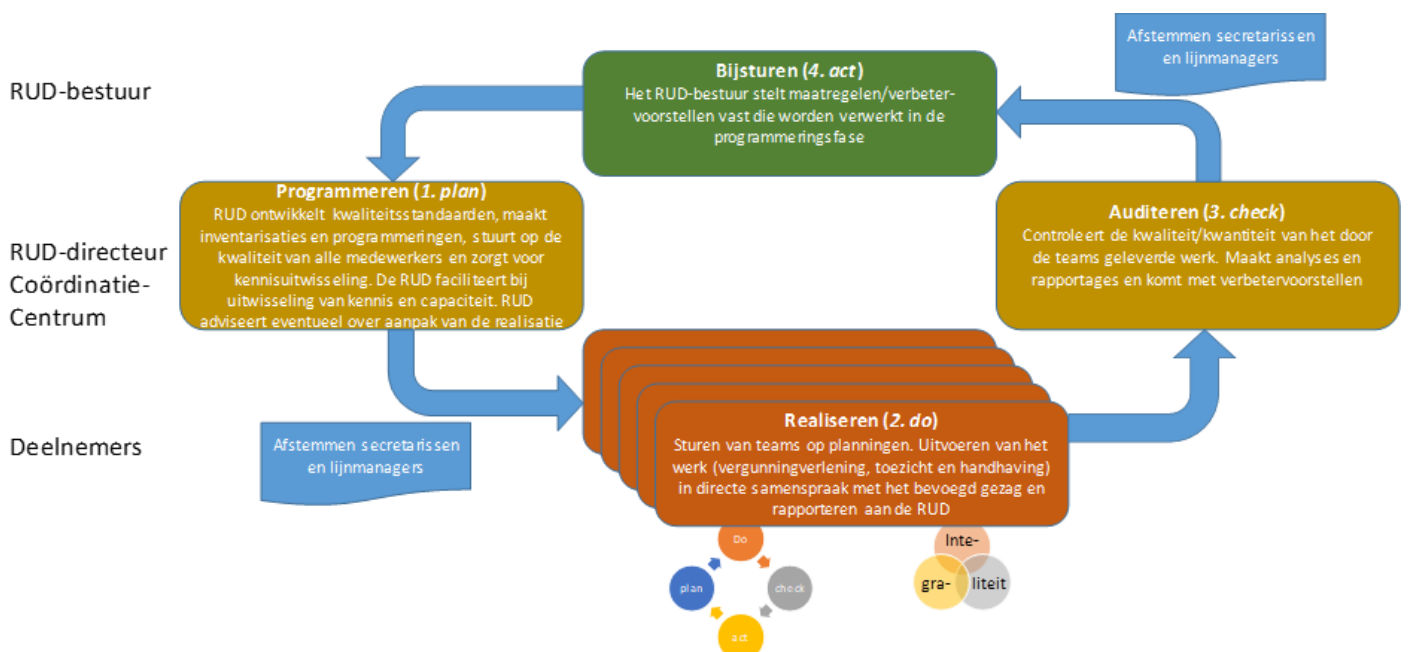 Afstemmen secretarissen
en lijnmanagers
RUD-bestuur
Bijsturen (4. act)
Het RUD-bestuur stelt maatregelen/verbeter-
voorstellen vast die worden verwerkt in de
programmeringsfase
RUD-directeur
Coördinatie-
Centrum
Programmeren (1. plan)
RUD ontwikkelt kwaliteitsstandaarden, maakt
inventarisaties en programmeringen, stuurt op de
kwaliteit van alle medewerkers en zorgt voor
kennisuitwisseling. De RUD faciliteert bij
uitwisseling van kennis en capaciteit. RUD
adviseert eventueel over aanpak van de realisatie
Auditeren (3. check)
Controleert de kwaliteit/kwantiteit van het door
de teams geleverde werk. Maakt analyses en
rapportages en komt met verbetervoorstellen
Deelnemers
Afstemmen secretarissen
en lijnmanagers
Realiseren (2. do)
Sturen van teams op planningen. Uitvoeren van het
werk (vergunningverlening, toezicht en handhaving)
in directe samenspraak met het bevoegd gezag en
rapporteren aan de RUD
Do
plan
check
act
Inte-
gra-
liteit